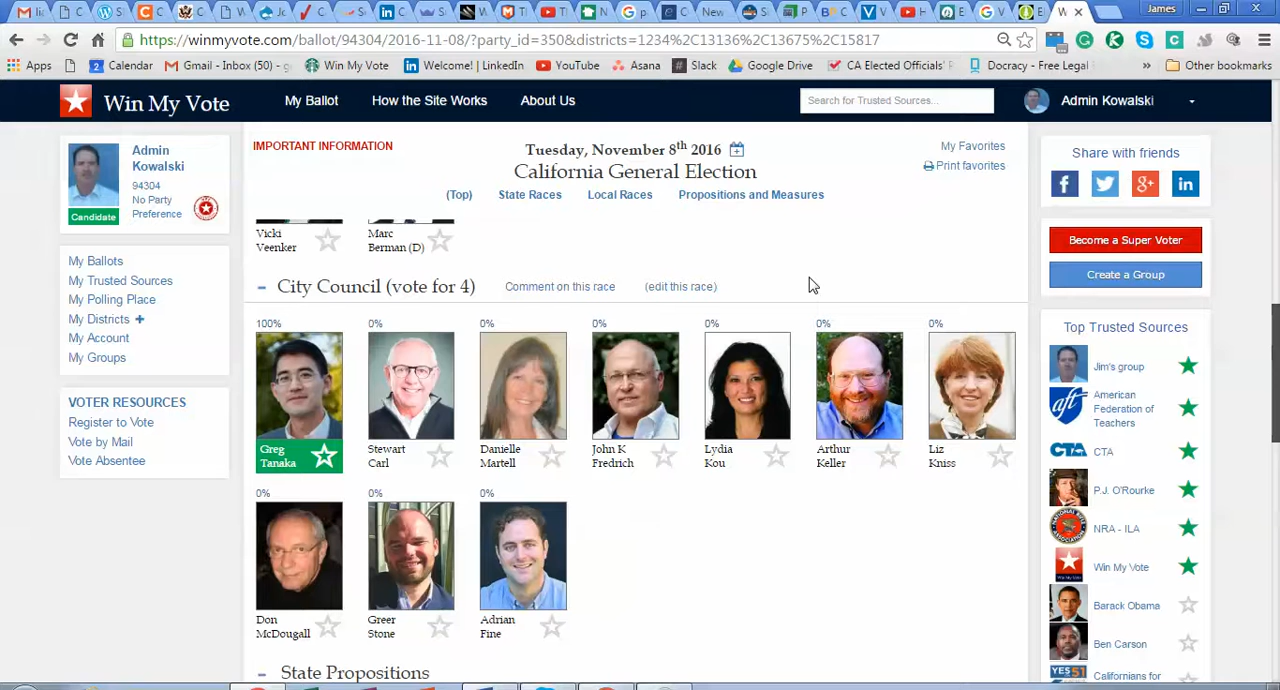 James
https://winmyvote.com/ballot/94304/2016-11-08/?party_id=350&districts=1234%2C13136%2C13675%2C15817
Apps
Calendar
Gmail - Inbox (50) - g
Win My Vote
Welcome! | LinkedIn
YouTube
Asana
Slack
Google Drive
CA Elected Officials'
Docracy - Free Legal
»
Other bookmarks
Win My Vote
My Ballot
How the Site Works
About Us
Search for Trusted Sources...
Admin Kowalski
Admin
Kowalski
94304
No Party
Preference
Candidate
My Ballots
My Trusted Sources
My Polling Place
My Districts +
My Account
My Groups
VOTER RESOURCES
Register to Vote
Vote by Mail
Vote Absentee
IMPORTANT INFORMATION
Tuesday, November 8th 2016
California General Election
My Favorites
Print favorites
(Top)
State Races
Local Races
Propositions and Measures
Vicki
Veenker
Marc
Berman (D)
City Council (vote for 4)
Comment on this race
(edit this race)
100%
0%
0%
0%
0%
0%
0%
Greg
Tanaka
Stewart
Carl
Danielle
Martell
John K
Fredrich
Lydia
Kou
Arthur
Keller
Liz
Kniss
0%
0%
0%
Don
McDougall
Greer
Stone
Adrian
Fine
State Propositions
Share with friends
Become a Super Voter
Create a Group
Top Trusted Sources
Jim's group
aft
American
Federation of
Teachers
CTA
CTA
P.J. O'Rourke
NRA - ILA
Win My Vote
Barack Obama
Ben Carson
YES
51
Californians for